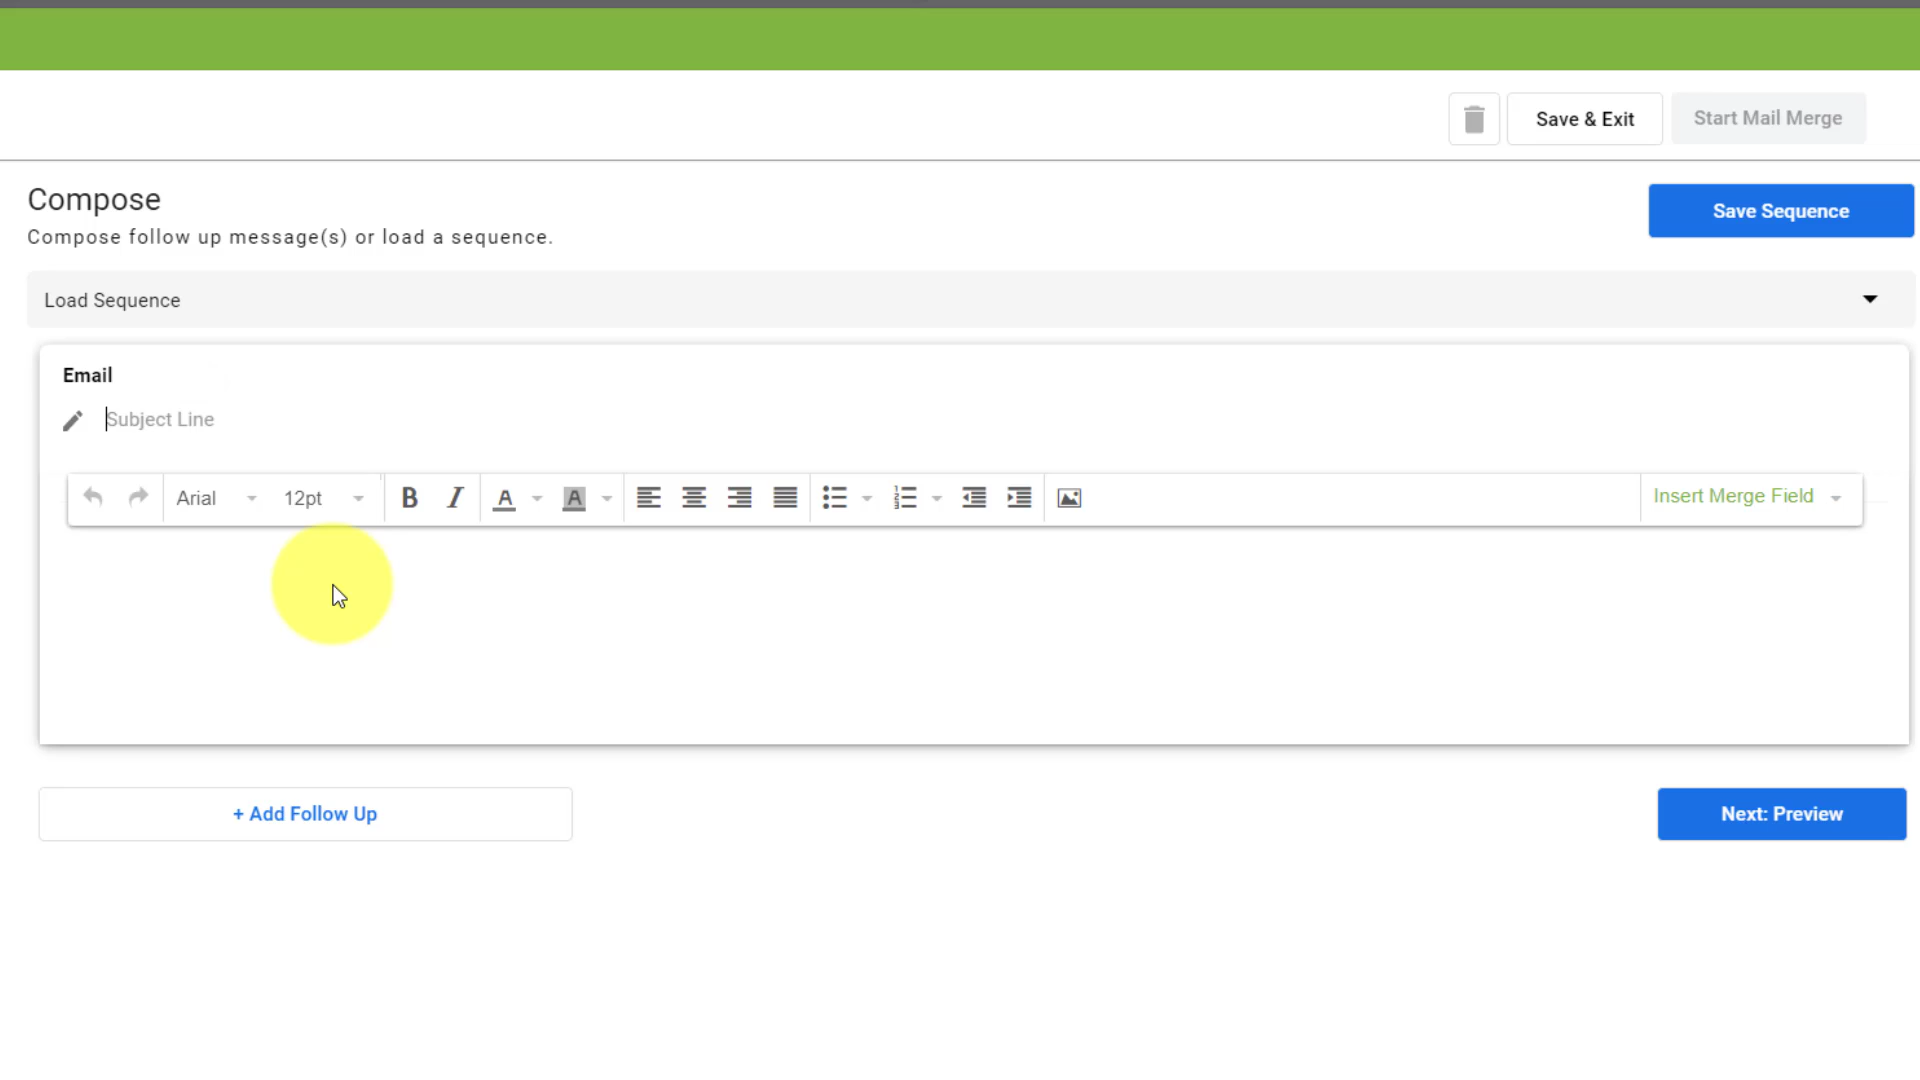 Save & Exit
Start Mail Merge
Compose
Save Sequence
Compose follow up message(s) or load a sequence.
Load Sequence
Email
Subject Line
Arial 12pt B I A A Insert Merge Field
+ Add Follow Up
Next: Preview